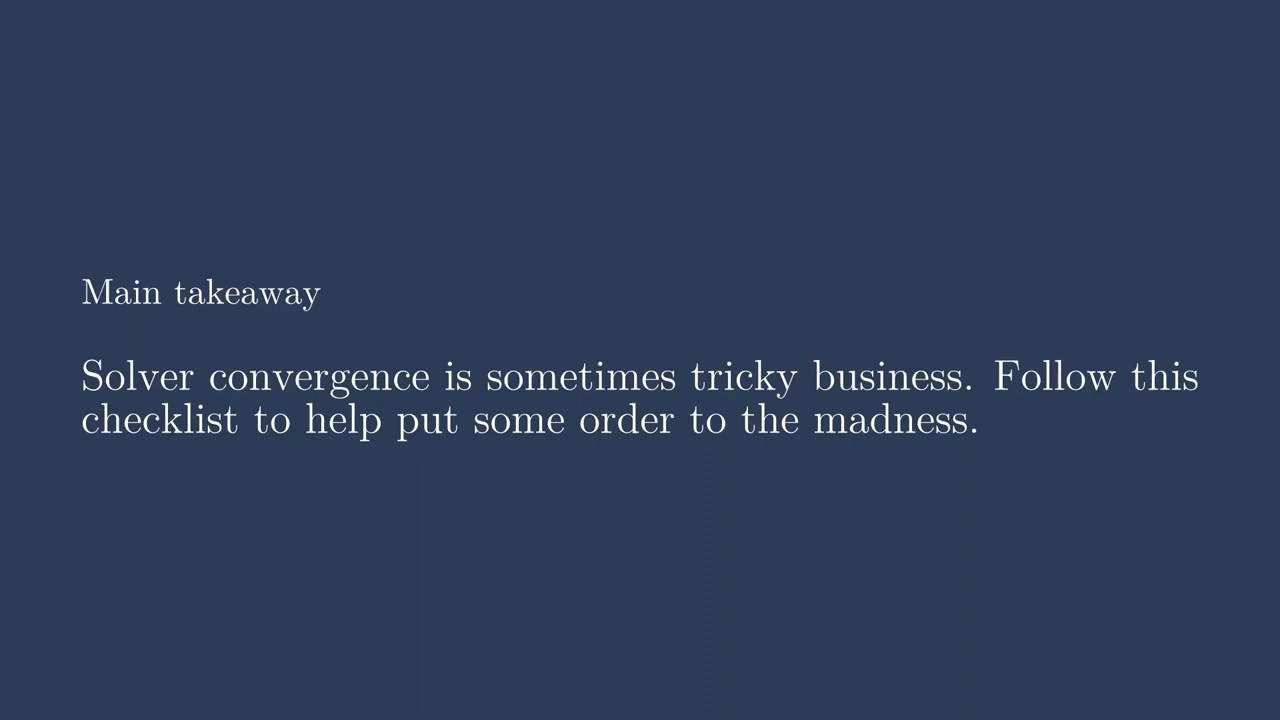 Main takeaway
Solver convergence is sometimes tricky business. Follow this
checklist to help put some order to the madness.